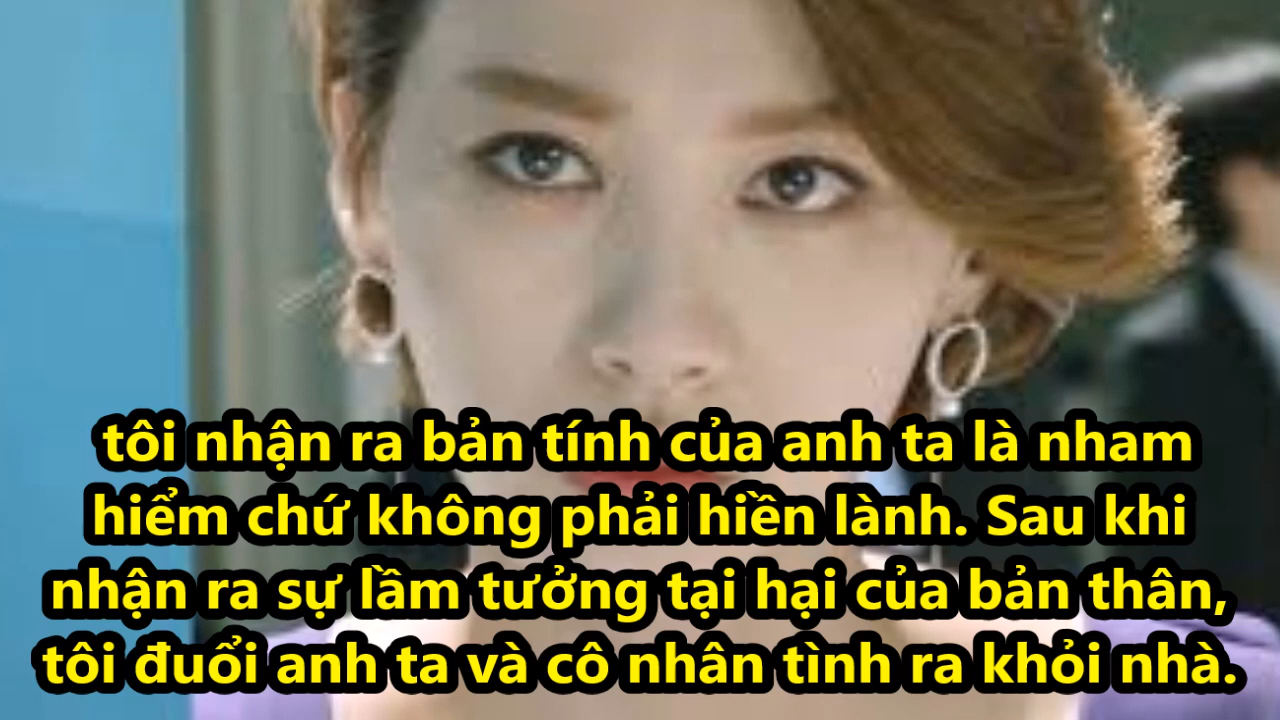 tôi nhận ra bản tính của anh ta là nham
hiểm chứ không phải hiền lành. Sau khi
nhận ra sự lầm tưởng tại hại của bản thân,
tôi đuổi anh ta và cô nhân tình ra khỏi nhà.